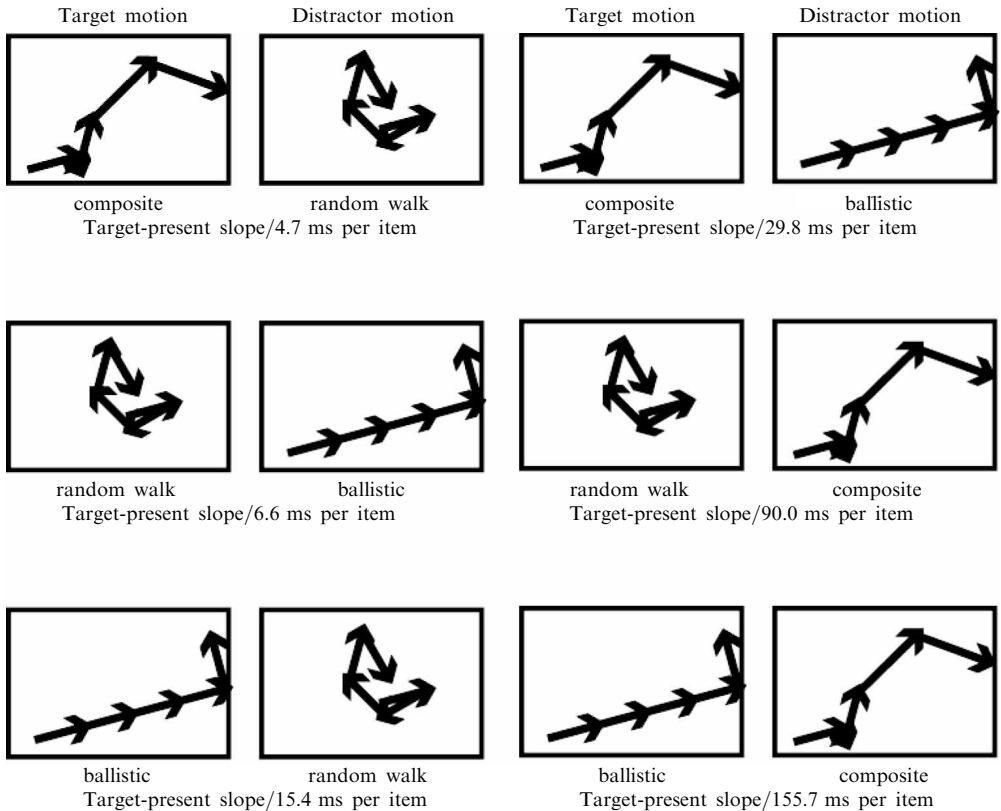 Target motion Distractor motion Target motion Distractor motion
composite random walk composite ballistic
Target-present slope/4.7 ms per item Target-present slope/29.8 ms per item
random walk ballistic random walk composite
Target-present slope/6.6 ms per item Target-present slope/90.0 ms per item
ballistic random walk ballistic composite
Target-present slope/15.4 ms per item Target-present slope/155.7 ms per item